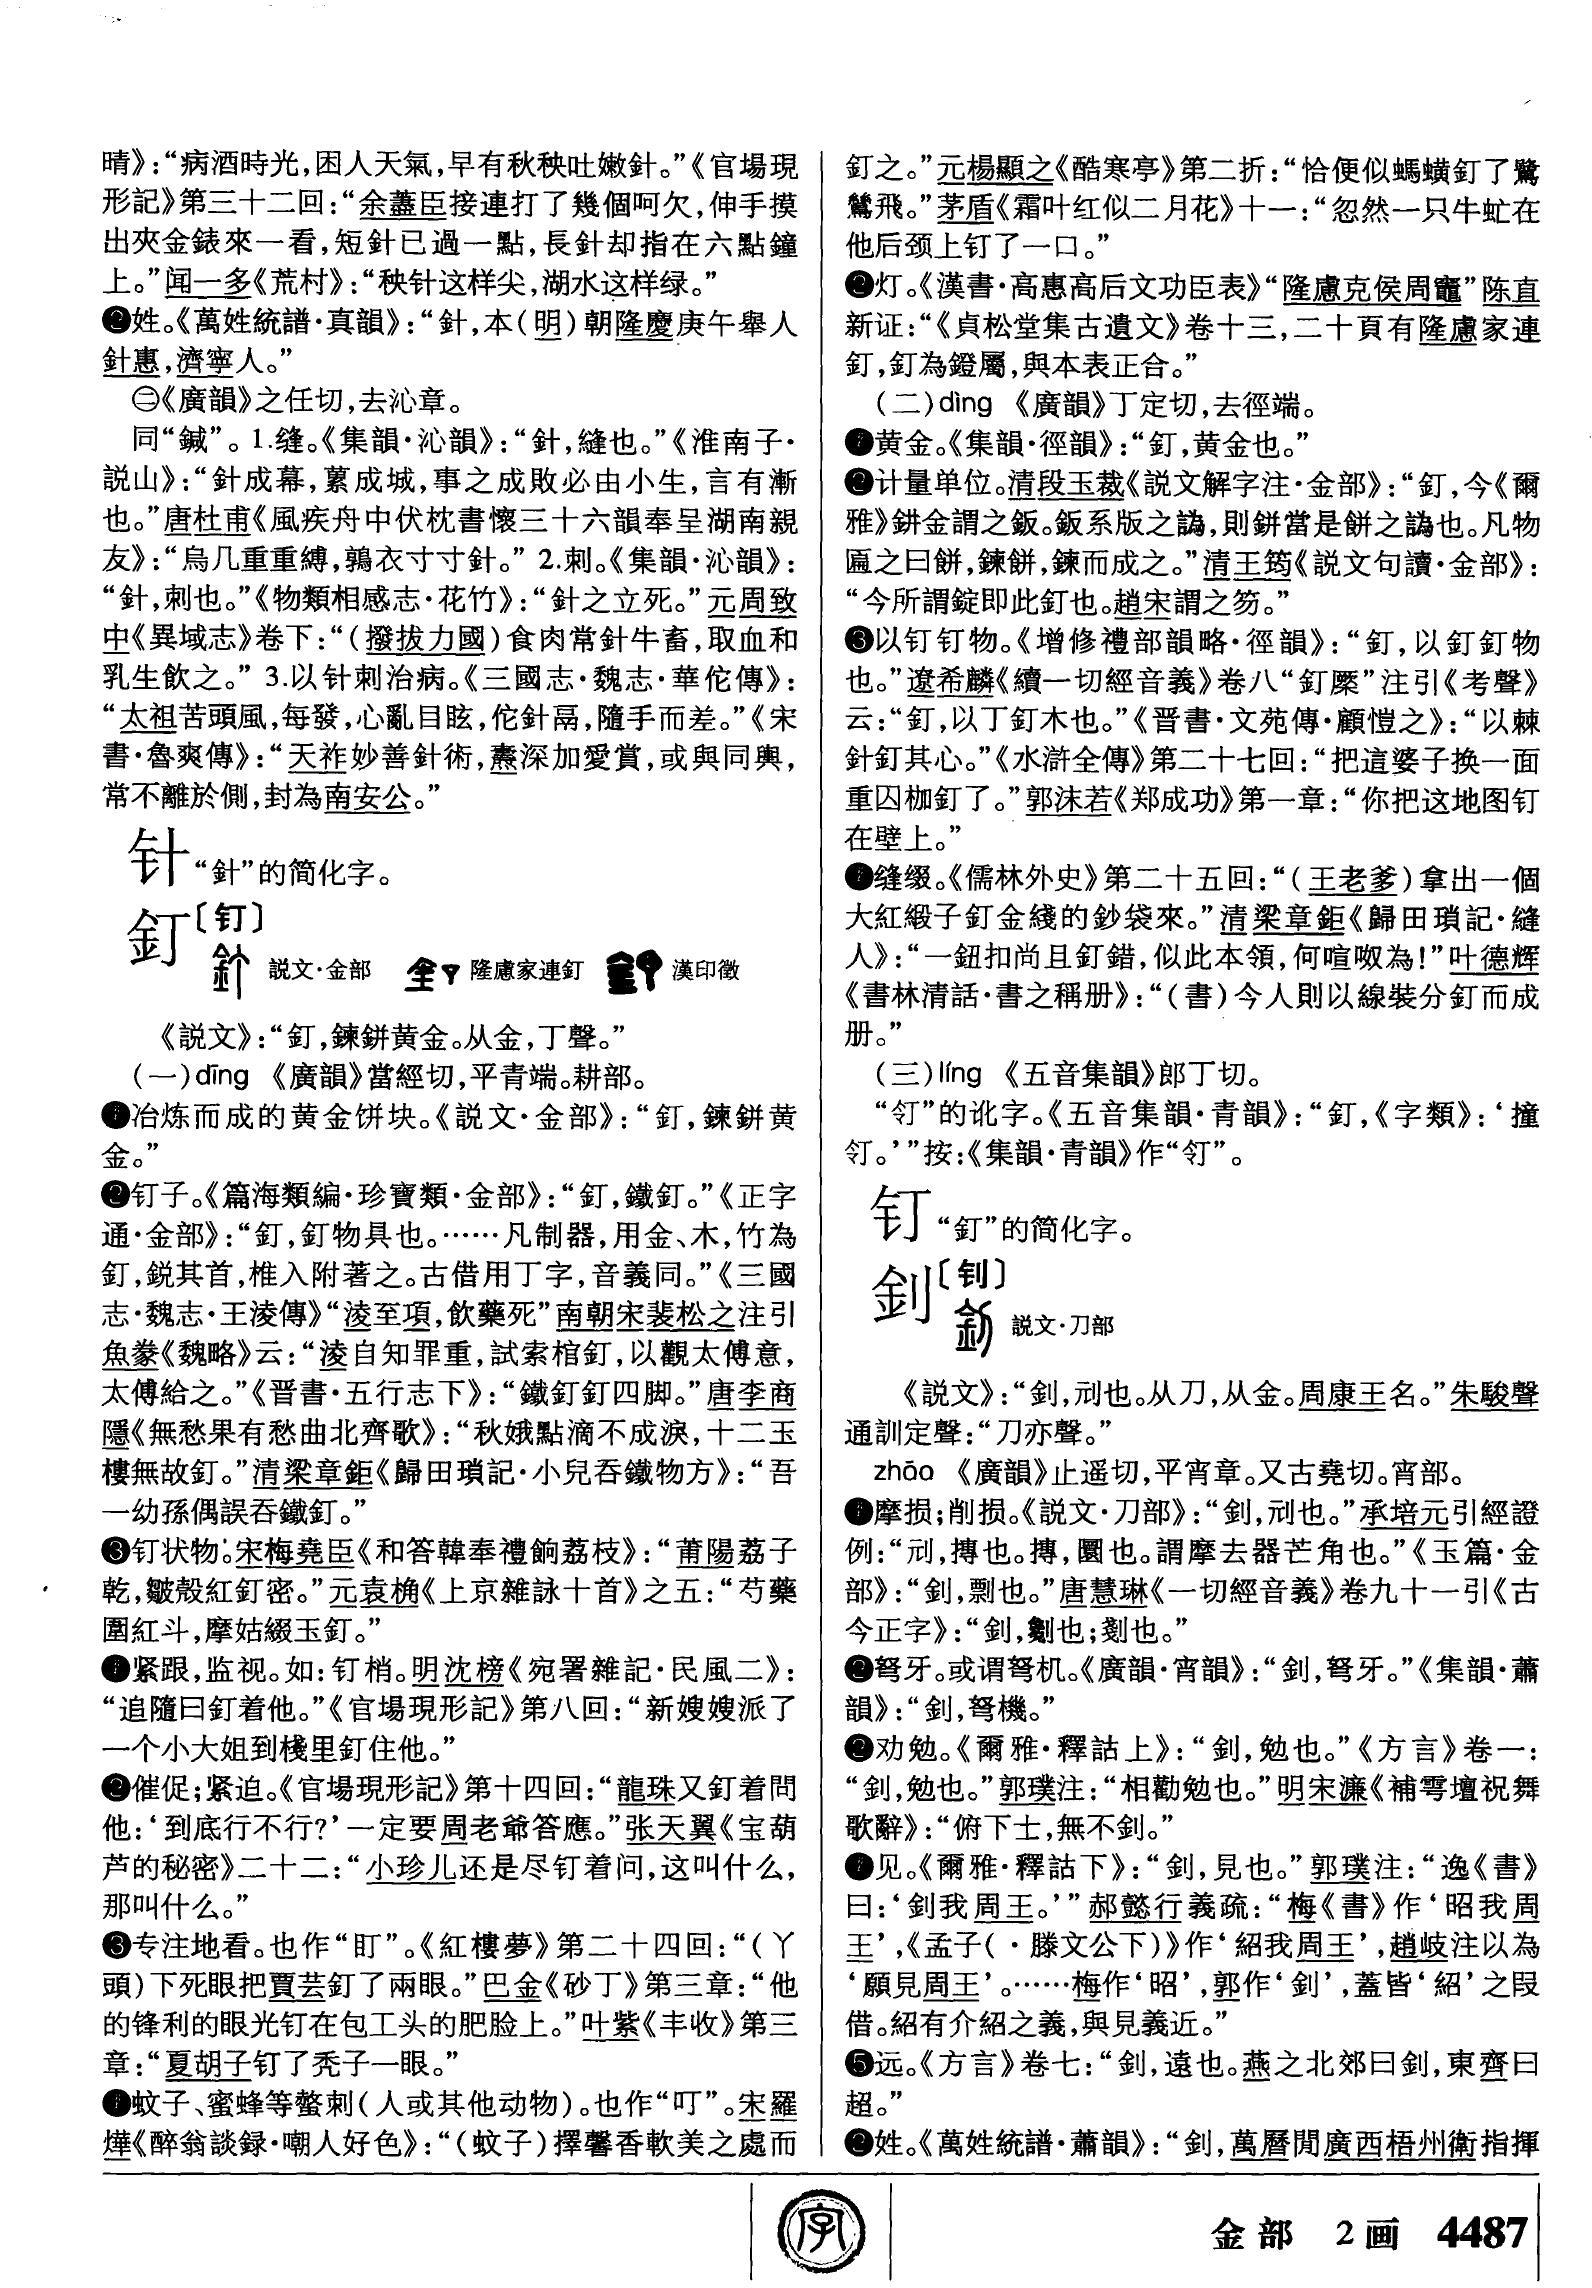 晴》：“病酒時光，困人天氣，早有秋秧吐嫩針。”《官場現
形記》第三十二回：“余藎臣接連打了幾個呵欠，伸手摸
出夾金錶來一看，短針已過一點，長針却指在六點鐘
上。”闻一多《荒村》：“秧针这样尖，湖水这样绿。”
❷姓。《萬姓統譜·真韻》：“針，本（明）朝隆慶庚午舉人
針惠，濟寧人。”
㊁《廣韻》之任切，去沁章。
同“鍼”。1.缝。《集韻·沁韻》：“針，縫也。”《淮南子·
説山》：“針成幕，蔂成城，事之成敗必由小生，言有漸
也。”唐杜甫《風疾舟中伏枕書懷三十六韻奉呈湖南親
友》：“烏几重重縛，鶉衣寸寸針。” 2.刺。《集韻·沁韻》：
“針，刺也。”《物類相感志·花竹》：“針之立死。”元周致
中《異域志》卷下：“（撥拔力國）食肉常針牛畜，取血和
乳生飲之。” 3.以针刺治病。《三國志·魏志·華佗傳》：
“太祖苦頭風，每發，心亂目眩，佗針鬲，隨手而差。”《宋
書·魯爽傳》：“天祚妙善針術，燾深加愛賞，或與同輿，
常不離於側，封為南安公。”
针 “針”的简化字。
釘〔钉〕
説文·金部 隆慮家連釘 漢印徵
《説文》：“釘，鍊鉼黄金。从金，丁聲。”
（一）dīng 《廣韻》當經切，平青端。耕部。
❶冶炼而成的黄金饼块。《説文·金部》：“釘，鍊鉼黄
金。”
❷钉子。《篇海類編·珍寶類·金部》：“釘，鐵釘。”《正字
通·金部》：“釘，釘物具也。……凡制器，用金、木，竹為
釘，鋭其首，椎入附著之。古借用丁字，音義同。”《三國
志·魏志·王淩傳》“淩至項，飲藥死”南朝宋裴松之注引
魚豢《魏略》云：“淩自知罪重，試索棺釘，以觀太傅意，
太傅給之。”《晋書·五行志下》：“鐵釘釘四脚。”唐李商
隱《無愁果有愁曲北齊歌》：“秋娥點滴不成淚，十二玉
樓無故釘。”清梁章鉅《歸田瑣記·小兒吞鐵物方》：“吾
一幼孫偶誤吞鐵釘。”
❸钉状物。宋梅堯臣《和答韓奉禮餉荔枝》：“莆陽荔子
乾，皺殼紅釘密。”元袁桷《上京雜詠十首》之五：“芍藥
圍紅斗，摩姑綴玉釘。”
紧跟，监视。如：钉梢。明沈榜《宛署雜記·民風二》：
“追隨曰釘着他。”《官場現形記》第八回：“新嫂嫂派了
一个小大姐到棧里釘住他。”
催促；紧迫。《官場現形記》第十四回：“龍珠又釘着問
他：‘到底行不行？’一定要周老爺答應。”张天翼《宝葫
芦的秘密》二十二：“小珍儿还是尽钉着问，这叫什么，
那叫什么。”
专注地看。也作“盯”。《紅樓夢》第二十四回：“（丫
頭）下死眼把賈芸釘了兩眼。”巴金《砂丁》第三章：“他
的锋利的眼光钉在包工头的肥脸上。”叶紫《丰收》第三
章：“夏胡子钉了秃子一眼。”
蚊子、蜜蜂等螫刺（人或其他动物）。也作“叮”。宋羅
燁《醉翁談録·嘲人好色》：“（蚊子）擇馨香軟美之處而
釘之。”元楊顯之《酷寒亭》第二折：“恰便似螞蟥釘了鷺
鷥飛。”茅盾《霜叶红似二月花》十一：“忽然一只牛虻在
他后颈上钉了一口。”
灯。《漢書·高惠高后文功臣表》“隆慮克侯周竈”陈直
新证：“《貞松堂集古遺文》卷十三，二十頁有隆慮家連
釘，釘為鐙屬，與本表正合。”
（二）dìng 《廣韻》丁定切，去徑端。
❶黄金。《集韻·徑韻》：“釘，黄金也。”
❷计量单位。清段玉裁《説文解字注·金部》：“釘，今《爾
雅》鉼金謂之鈑。鈑系版之譌，則鉼當是餅之譌也。凡物
匾之曰餅，鍊餅，鍊而成之。”清王筠《説文句讀·金部》：
“今所謂錠即此釘也。趙宋謂之笏。”
❸以钉钉物。《增修禮部韻略·徑韻》：“釘，以釘釘物
也。”遼希麟《續一切經音義》卷八“釘橜”注引《考聲》
云：“釘，以丁釘木也。”《晋書·文苑傳·顧愷之》：“以棘
針釘其心。”《水滸全傳》第二十七回：“把這婆子换一面
重囚枷釘了。”郭沫若《郑成功》第一章：“你把这地图钉
在壁上。”
缝缀。《儒林外史》第二十五回：“（王老爹）拿出一個
大紅緞子釘金綫的鈔袋來。”清梁章鉅《歸田瑣記·縫
人》：“一鈕扣尚且釘錯，似此本領，何喧呶為！”叶德辉
《書林清話·書之稱册》：“（書）今人則以線裝分釘而成
册。”
（三）líng 《五音集韻》郎丁切。
“䄖”的讹字。《五音集韻·青韻》：“釘，《字類》：‘撞
。’”按：《集韻·青韻》作“”。
钉 “釘”的简化字。
釗〔钊〕
説文·刀部
《説文》：“釗，刓也。从刀，从金。周康王名。”朱駿聲
通訓定聲：“刀亦聲。”
zhāo 《廣韻》止遥切，平宵章。又古堯切。宵部。
❶摩损；削损。《説文·刀部》：“釗，刓也。”承培元引經證
例：“刓，摶也。摶，圜也。謂摩去器芒角也。”《玉篇·金
部》：“釗，剽也。”唐慧琳《一切經音義》卷九十一引《古
今正字》：“釗，也；剗也。”
❷弩牙。或谓弩机。《廣韻·宵韻》：“釗，弩牙。”《集韻·蕭
韻》：“釗，弩機。”
劝勉。《爾雅·釋詁上》：“釗，勉也。”《方言》卷一：
“釗，勉也。”郭璞注：“相勸勉也。”明宋濂《補雩壇祝舞
歌辭》：“俯下士，無不釗。”
见。《爾雅·釋詁下》：“釗，見也。”郭璞注：“逸《書》
曰：‘釗我周王。’”郝懿行義疏：“梅《書》作‘昭我周
王’，《孟子（·滕文公下）》作‘紹我周王’，趙岐注以為
‘願見周王’。……梅作‘昭’，郭作‘釗’，蓋皆‘紹’之叚
借。紹有介紹之義，與見義近。”
❺远。《方言》卷七：“釗，遠也。燕之北郊曰釗，東齊曰
超。”
姓。《萬姓統譜·蕭韻》：“釗，萬曆閒廣西梧州衛指揮
字
金部 2画 4487